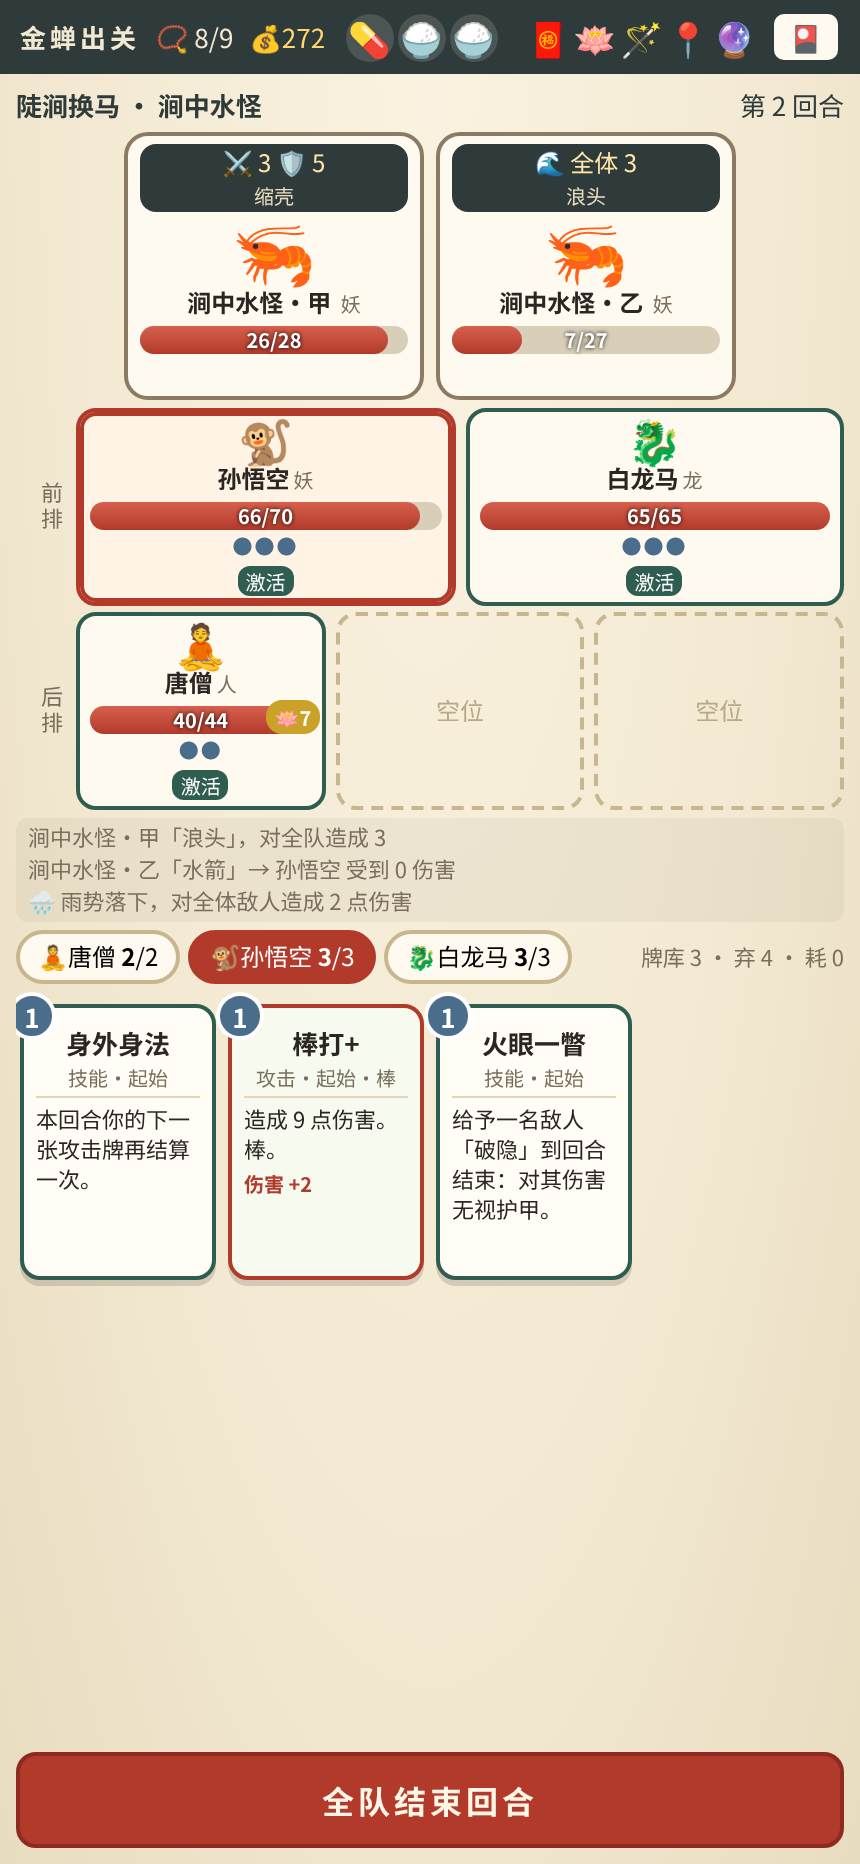 金蝉出关 8/9 272
陡涧换马 · 涧中水怪 第 2 回合
3 5
缩壳
全体 3
浪头
涧中水怪·甲 妖
涧中水怪·乙 妖
26/28
7/27
前排
孙悟空 妖
66/70
激活
白龙马 龙
65/65
激活
后排
唐僧 人
40/44 7
激活
空位
空位
涧中水怪·甲「浪头」，对全队造成 3
涧中水怪·乙「水箭」→ 孙悟空 受到 0 伤害
雨势落下，对全体敌人造成 2 点伤害
唐僧 2/2 孙悟空 3/3 白龙马 3/3 牌库 3 · 弃 4 · 耗 0
1
身外身法
技能·起始
本回合你的下一
张攻击牌再结算
一次。
1
棒打+
攻击·起始·棒
造成 9 点伤害。
棒。
伤害 +2
1
火眼一瞥
技能·起始
给予一名敌人
「破隐」到回合
结束：对其伤害
无视护甲。
全队结束回合